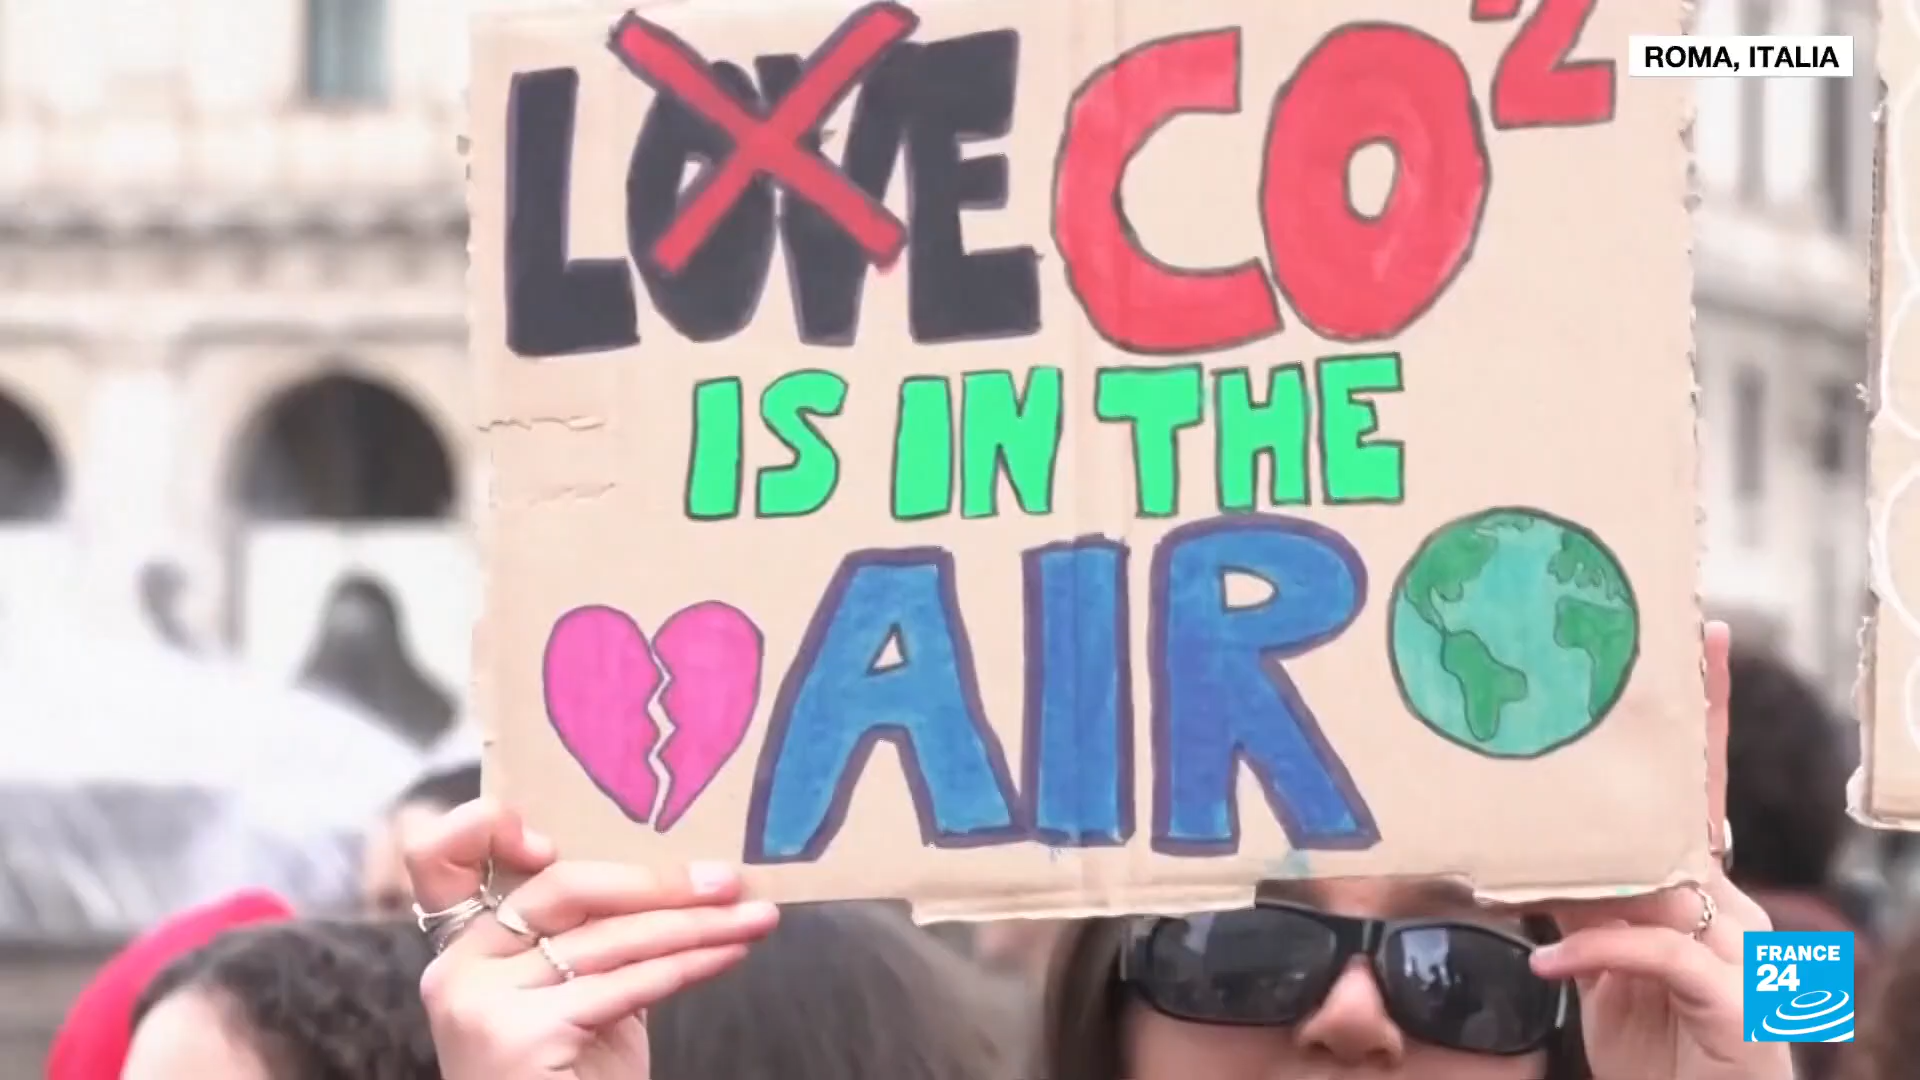 ROMA, ITALIA
LOVE CO²
IS IN THE
AIR
FRANCE
24